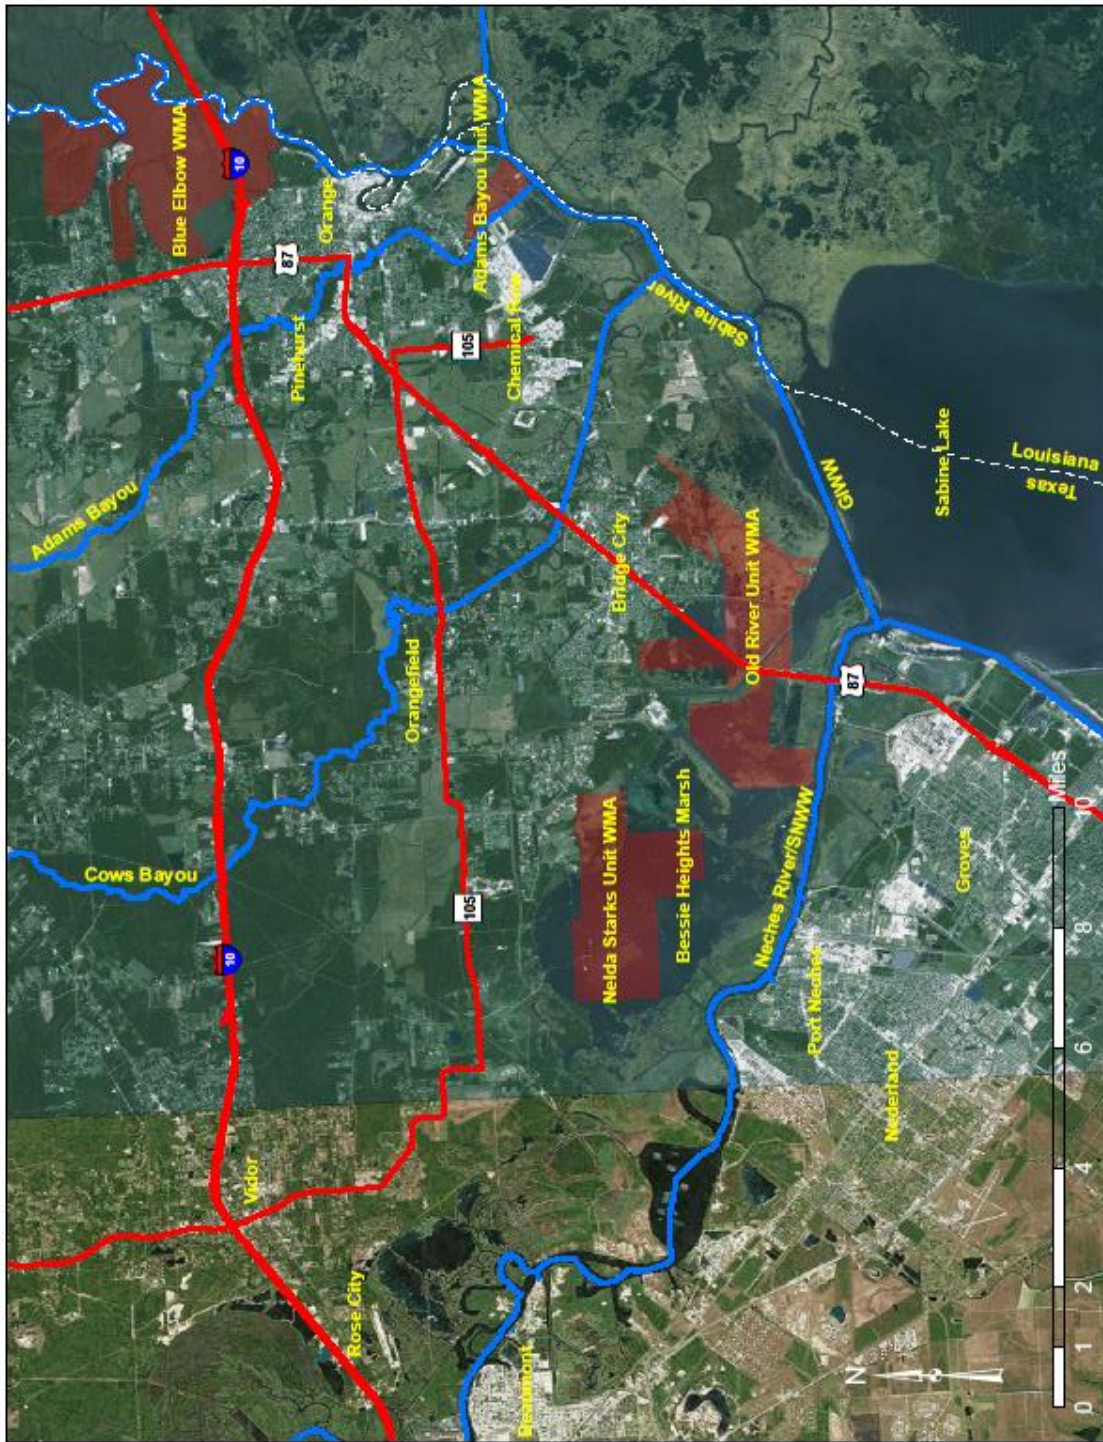 Adams Bayou
Cows Bayou
Blue Elbow WMA
10
10
Vidor
87
Pinehurst
Orange
Rose City
Orangefield
105
105
Adams Bayou Unit WMA
Chemical Row
Beaumont
Nelda Starks Unit WMA
Bridge City
Bessie Heights Marsh
Sabine River
Old River Unit WMA
Neches River/SNWW
Port Neches
GIWW
87
N
Nederland
Sabine Lake
Groves
Louisiana
Texas
Miles
0 1 2 4 6 8 10